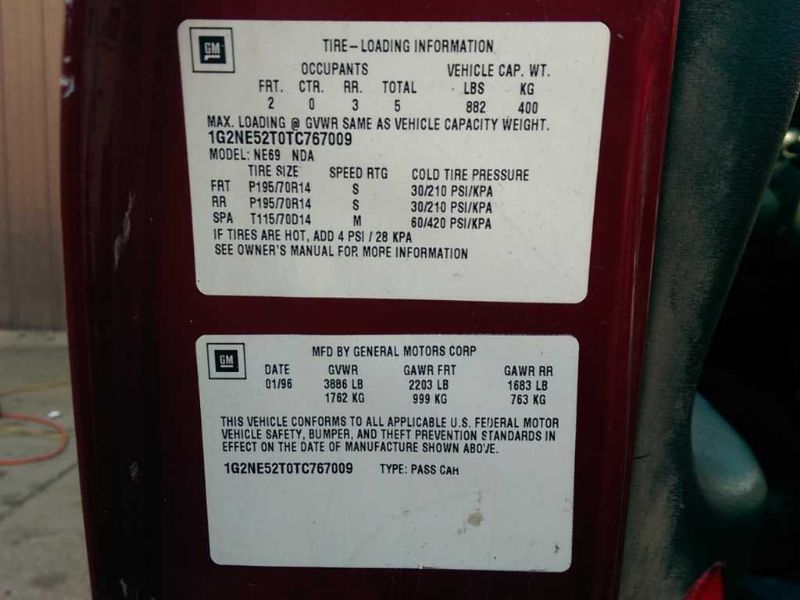 GM
TIRE-LOADING INFORMATION
OCCUPANTS VEHICLE CAP. WT.
FRT. CTR. RR. TOTAL LBS KG
2 0 3 5 882 400
MAX. LOADING @ GVWR SAME AS VEHICLE CAPACITY WEIGHT.
1G2NE52T0TC767009
MODEL: NE69 NDA
TIRE SIZE SPEED RTG COLD TIRE PRESSURE
FRT P195/70R14 S 30/210 PSI/KPA
RR P195/70R14 S 30/210 PSI/KPA
SPA T115/70D14 M 60/420 PSI/KPA
IF TIRES ARE HOT, ADD 4 PSI / 28 KPA
SEE OWNER'S MANUAL FOR MORE INFORMATION
GM
MFD BY GENERAL MOTORS CORP
DATE GVWR GAWR FRT GAWR RR
01/96 3886 LB 2203 LB 1683 LB
1762 KG 999 KG 763 KG
THIS VEHICLE CONFORMS TO ALL APPLICABLE U.S. FEDERAL MOTOR
VEHICLE SAFETY, BUMPER, AND THEFT PREVENTION STANDARDS IN
EFFECT ON THE DATE OF MANUFACTURE SHOWN ABOVE.
1G2NE52T0TC767009 TYPE: PASS CAR